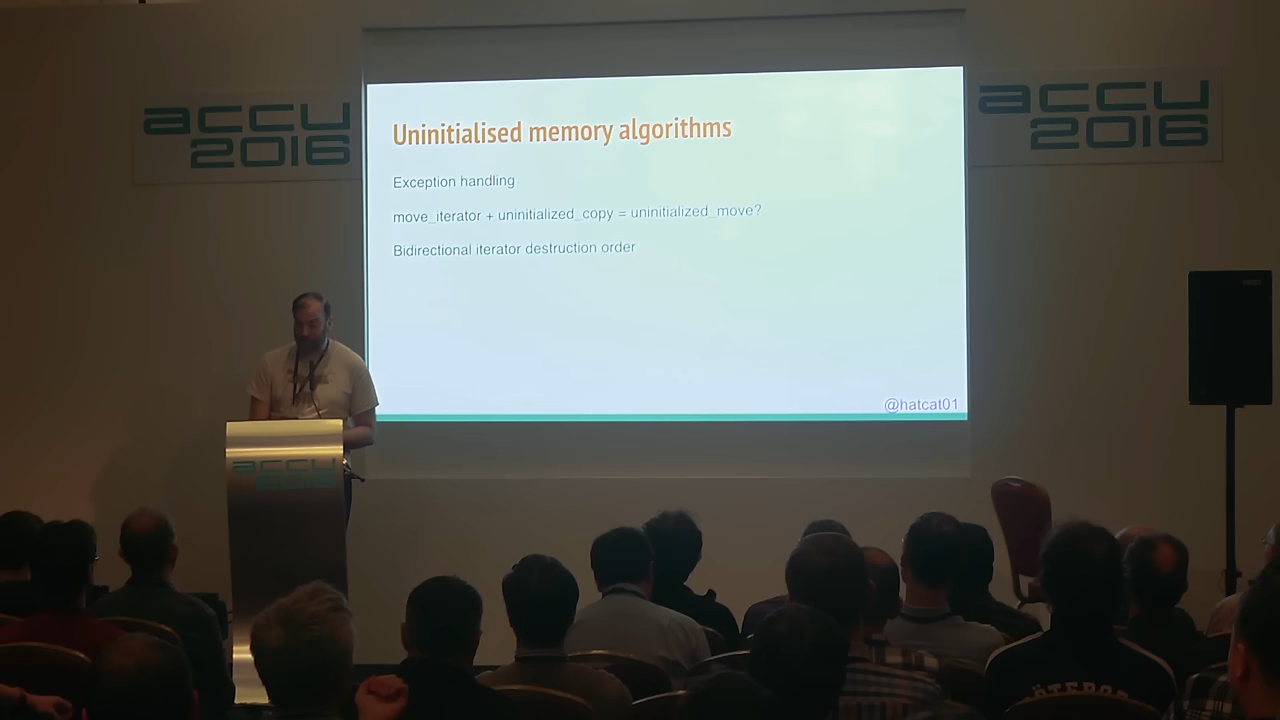 accu
2016
accu
2016
Uninitialised memory algorithms
Exception handling
move_iterator + uninitialized_copy = uninitialized_move?
Bidirectional iterator destruction order
@hatcat01
accu
2016